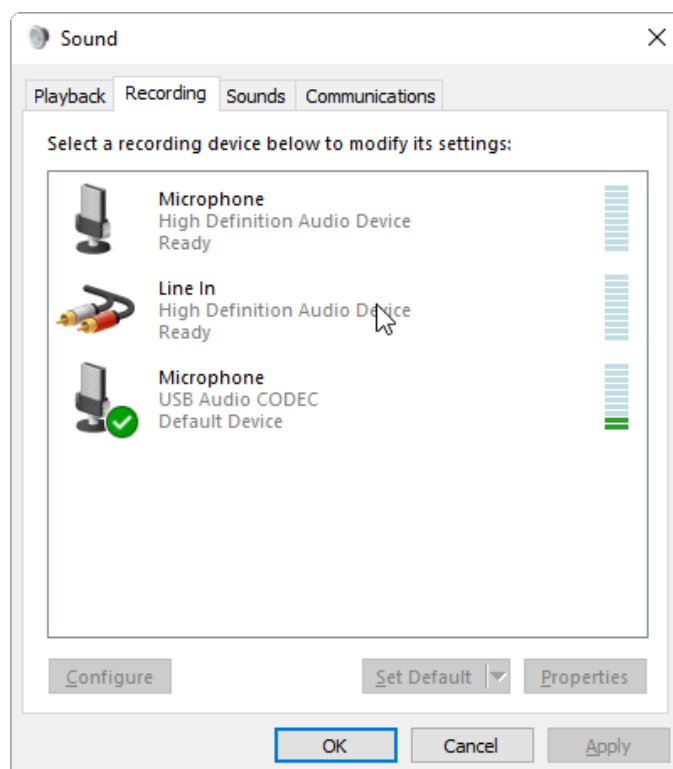 Sound
Playback Recording Sounds Communications
Select a recording device below to modify its settings:
Microphone
High Definition Audio Device
Ready
Line In
High Definition Audio Device
Ready
Microphone
USB Audio CODEC
Default Device
Configure Set Default Properties
OK Cancel Apply